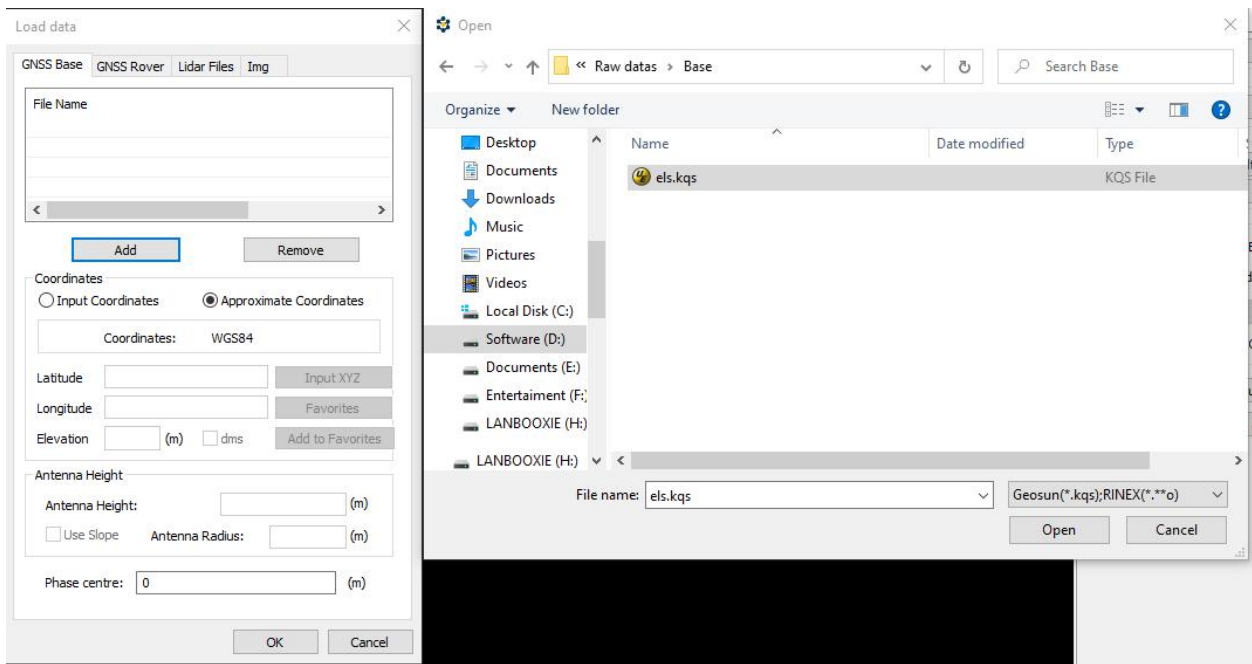 Load data
GNSS Base GNSS Rover Lidar Files Img
File Name
Add Remove
Coordinates
Input Coordinates Approximate Coordinates
Coordinates: WGS84
Latitude Input XYZ
Longitude Favorites
Elevation (m) dms Add to Favorites
Antenna Height
Antenna Height: (m)
Use Slope Antenna Radius: (m)
Phase centre: 0 (m)
OK Cancel
Open
« Raw datas > Base
Search Base
Organize New folder
Desktop
Documents
Downloads
Music
Pictures
Videos
Local Disk (C:)
Software (D:)
Documents (E:)
Entertaiment (F:)
LANBOOXIE (H:)
LANBOOXIE (H:)
Name Date modified Type
els.kqs KQS File
File name: els.kqs Geosun(*.kqs);RINEX(*.**o)
Open Cancel